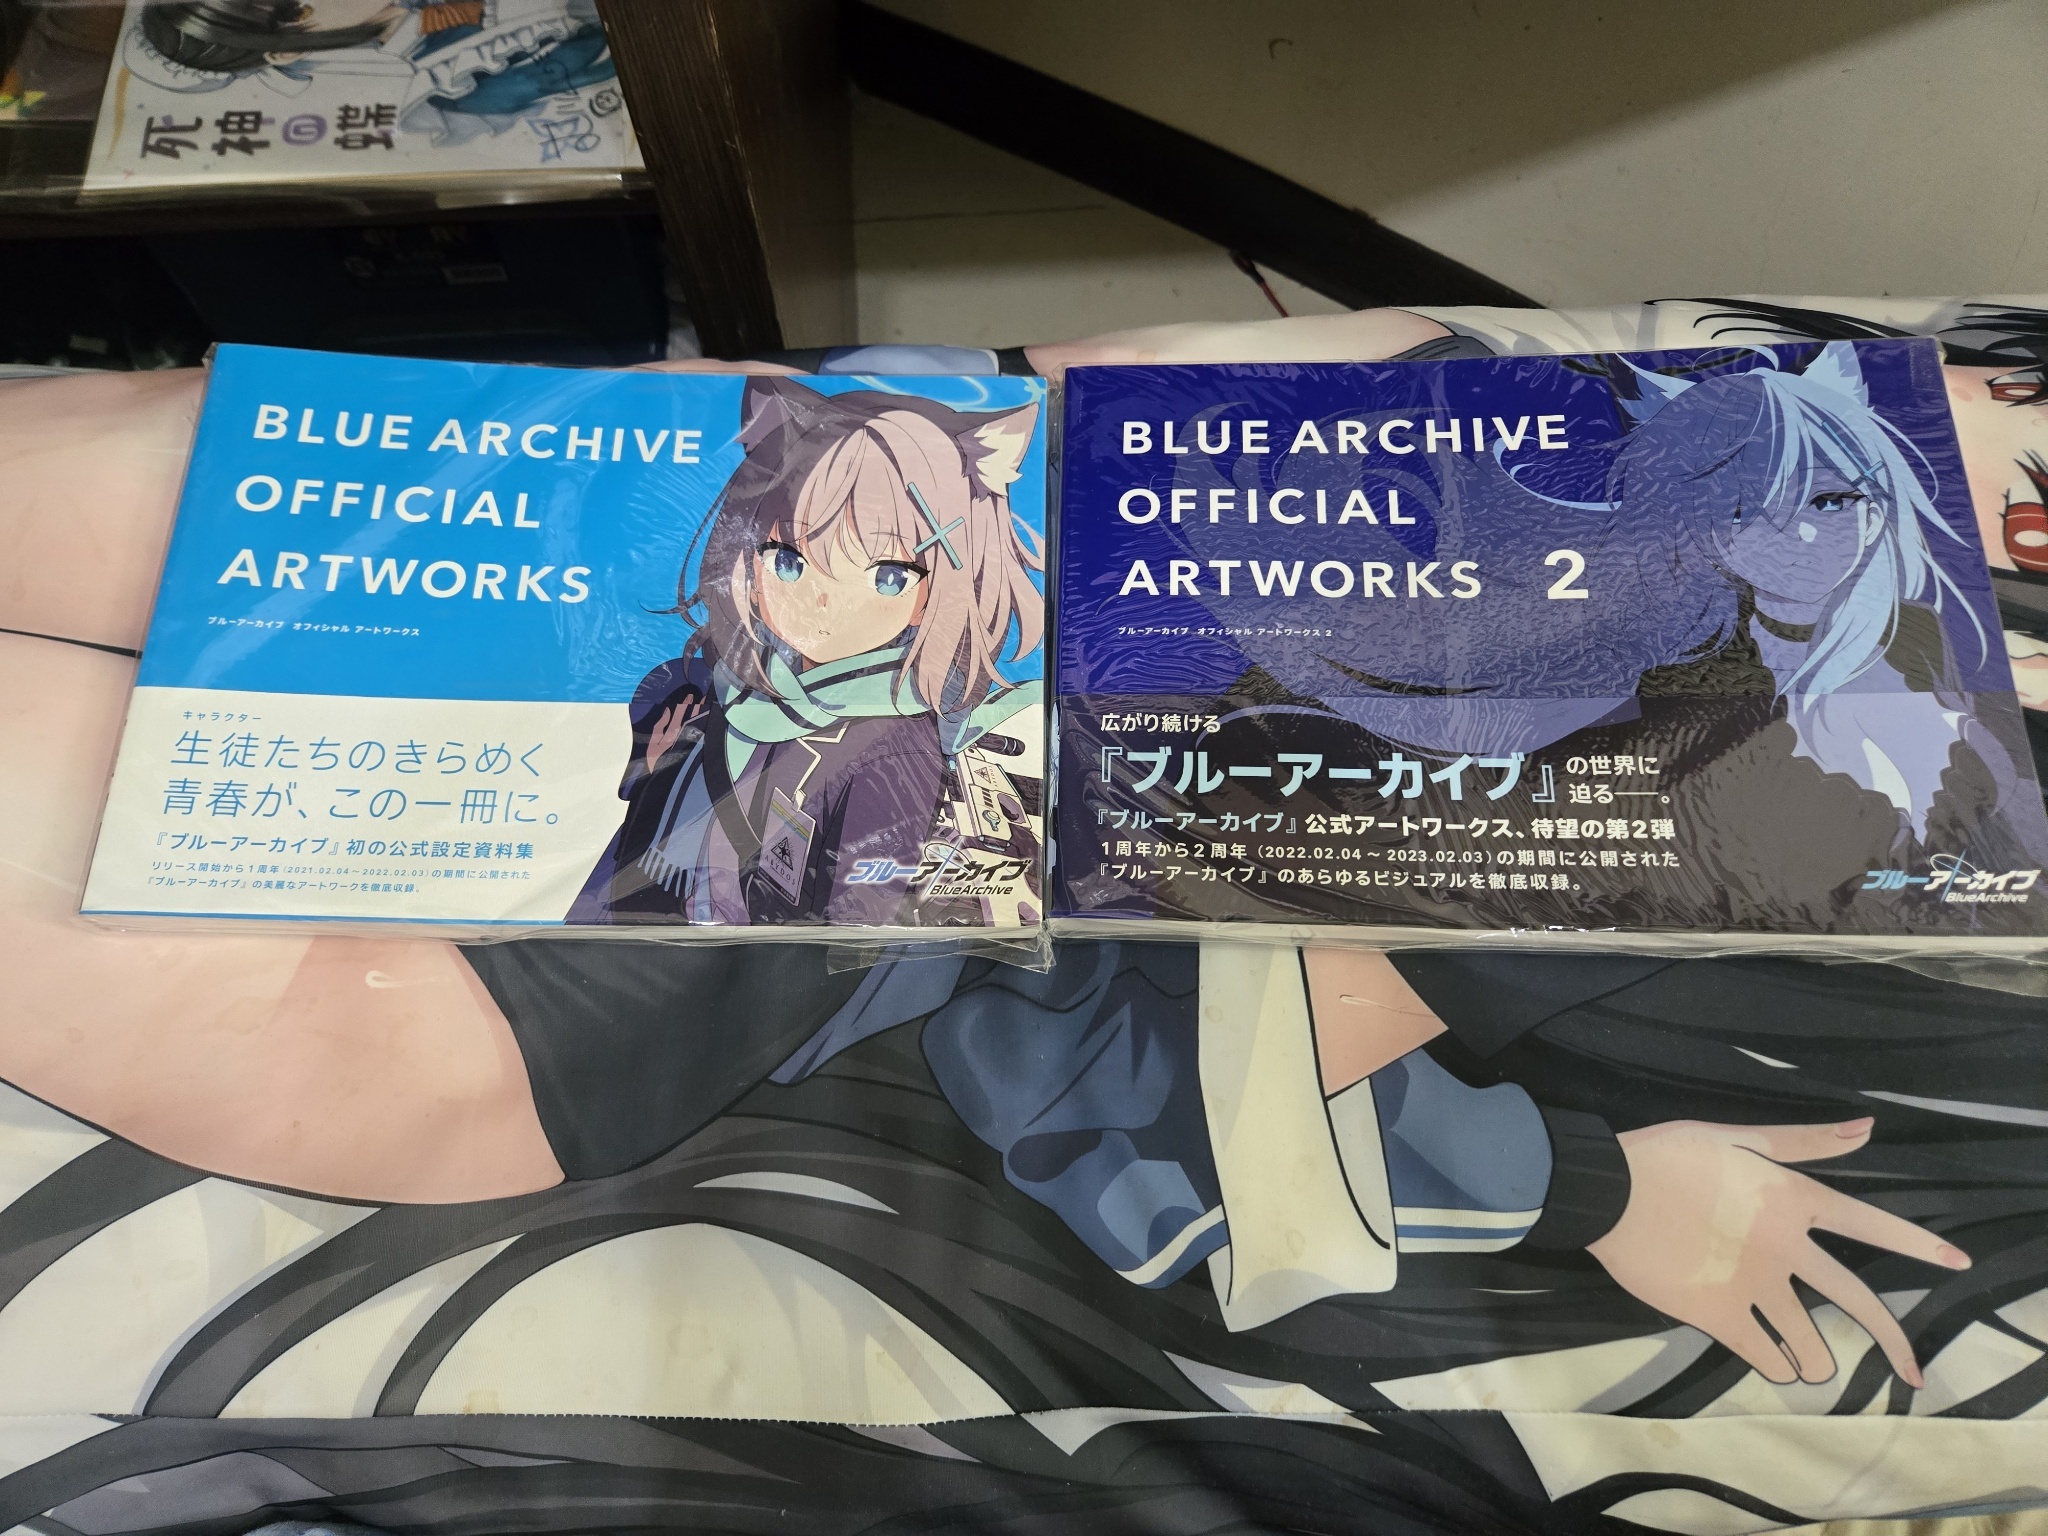 死神の蝶
BLUE ARCHIVE
OFFICIAL
ARTWORKS
ブルーアーカイブ オフィシャル アートワークス
キャラクター
生徒たちのきらめく
青春が、この一冊に。
『ブルーアーカイブ』初の公式設定資料集
リリース開始から1周年(2021.02.04～2022.02.03)の期間に公開された
『ブルーアーカイブ』の美麗なアートワークを徹底収録。
ABYDOS
ブルーアーカイブ
BlueArchive
BLUE ARCHIVE
OFFICIAL
ARTWORKS 2
ブルーアーカイブ オフィシャル アートワークス 2
広がり続ける
『ブルーアーカイブ』の世界に
迫る──。
『ブルーアーカイブ』公式アートワークス、待望の第2弾
1周年から2周年(2022.02.04～2023.02.03)の期間に公開された
『ブルーアーカイブ』のあらゆるビジュアルを徹底収録。
ブルーアーカイブ
BlueArchive